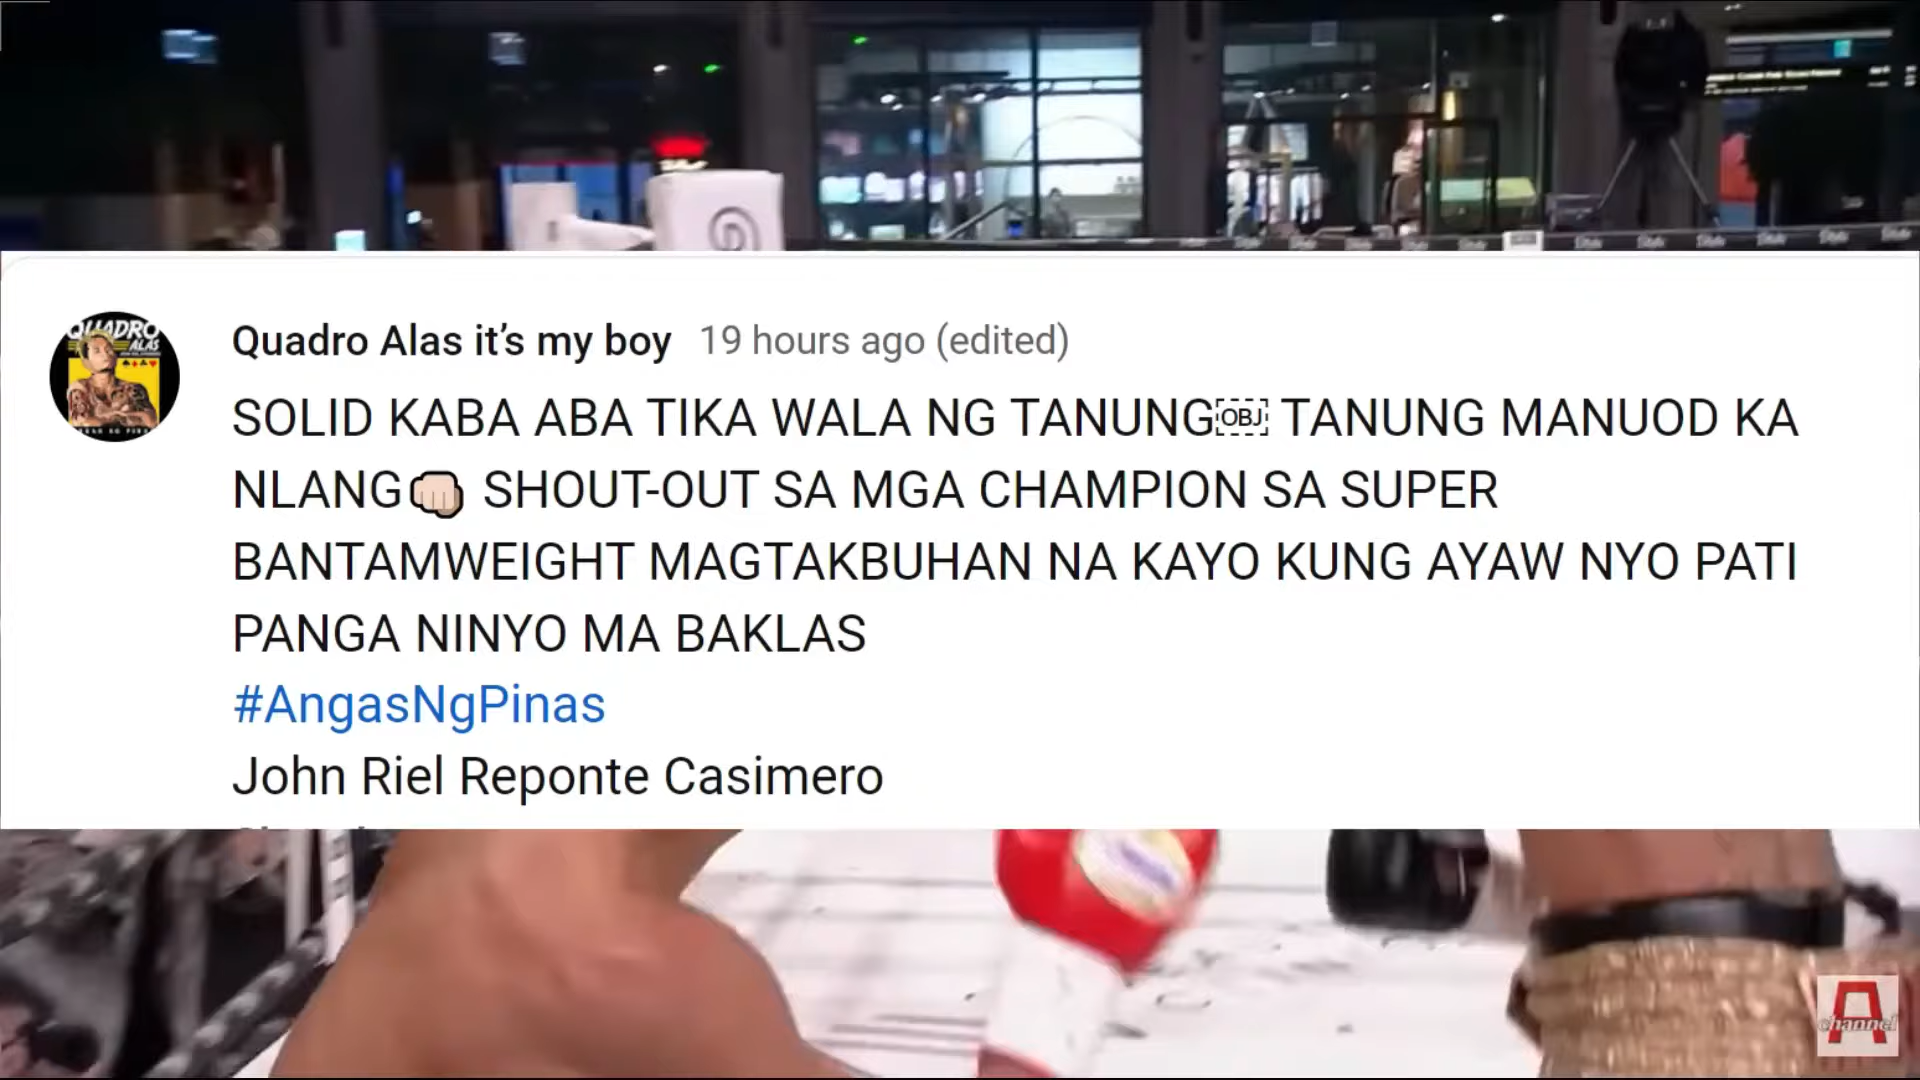 QUADRO
ALAS
Quadro Alas it’s my boy 19 hours ago (edited)
SOLID KABA ABA TIKA WALA NG TANUNG￼ TANUNG MANUOD KA
NLANG👊🏻 SHOUT-OUT SA MGA CHAMPION SA SUPER
BANTAMWEIGHT MAGTAKBUHAN NA KAYO KUNG AYAW NYO PATI
PANGA NINYO MA BAKLAS
#AngasNgPinas
John Riel Reponte Casimero
A
channel